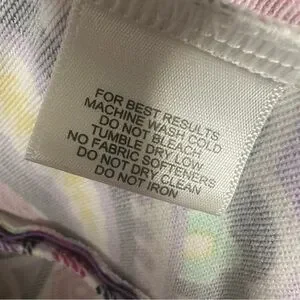 FOR BEST RESULTS
MACHINE WASH COLD
DO NOT BLEACH
TUMBLE DRY LOW
NO FABRIC SOFTENERS
DO NOT DRY CLEAN
DO NOT IRON